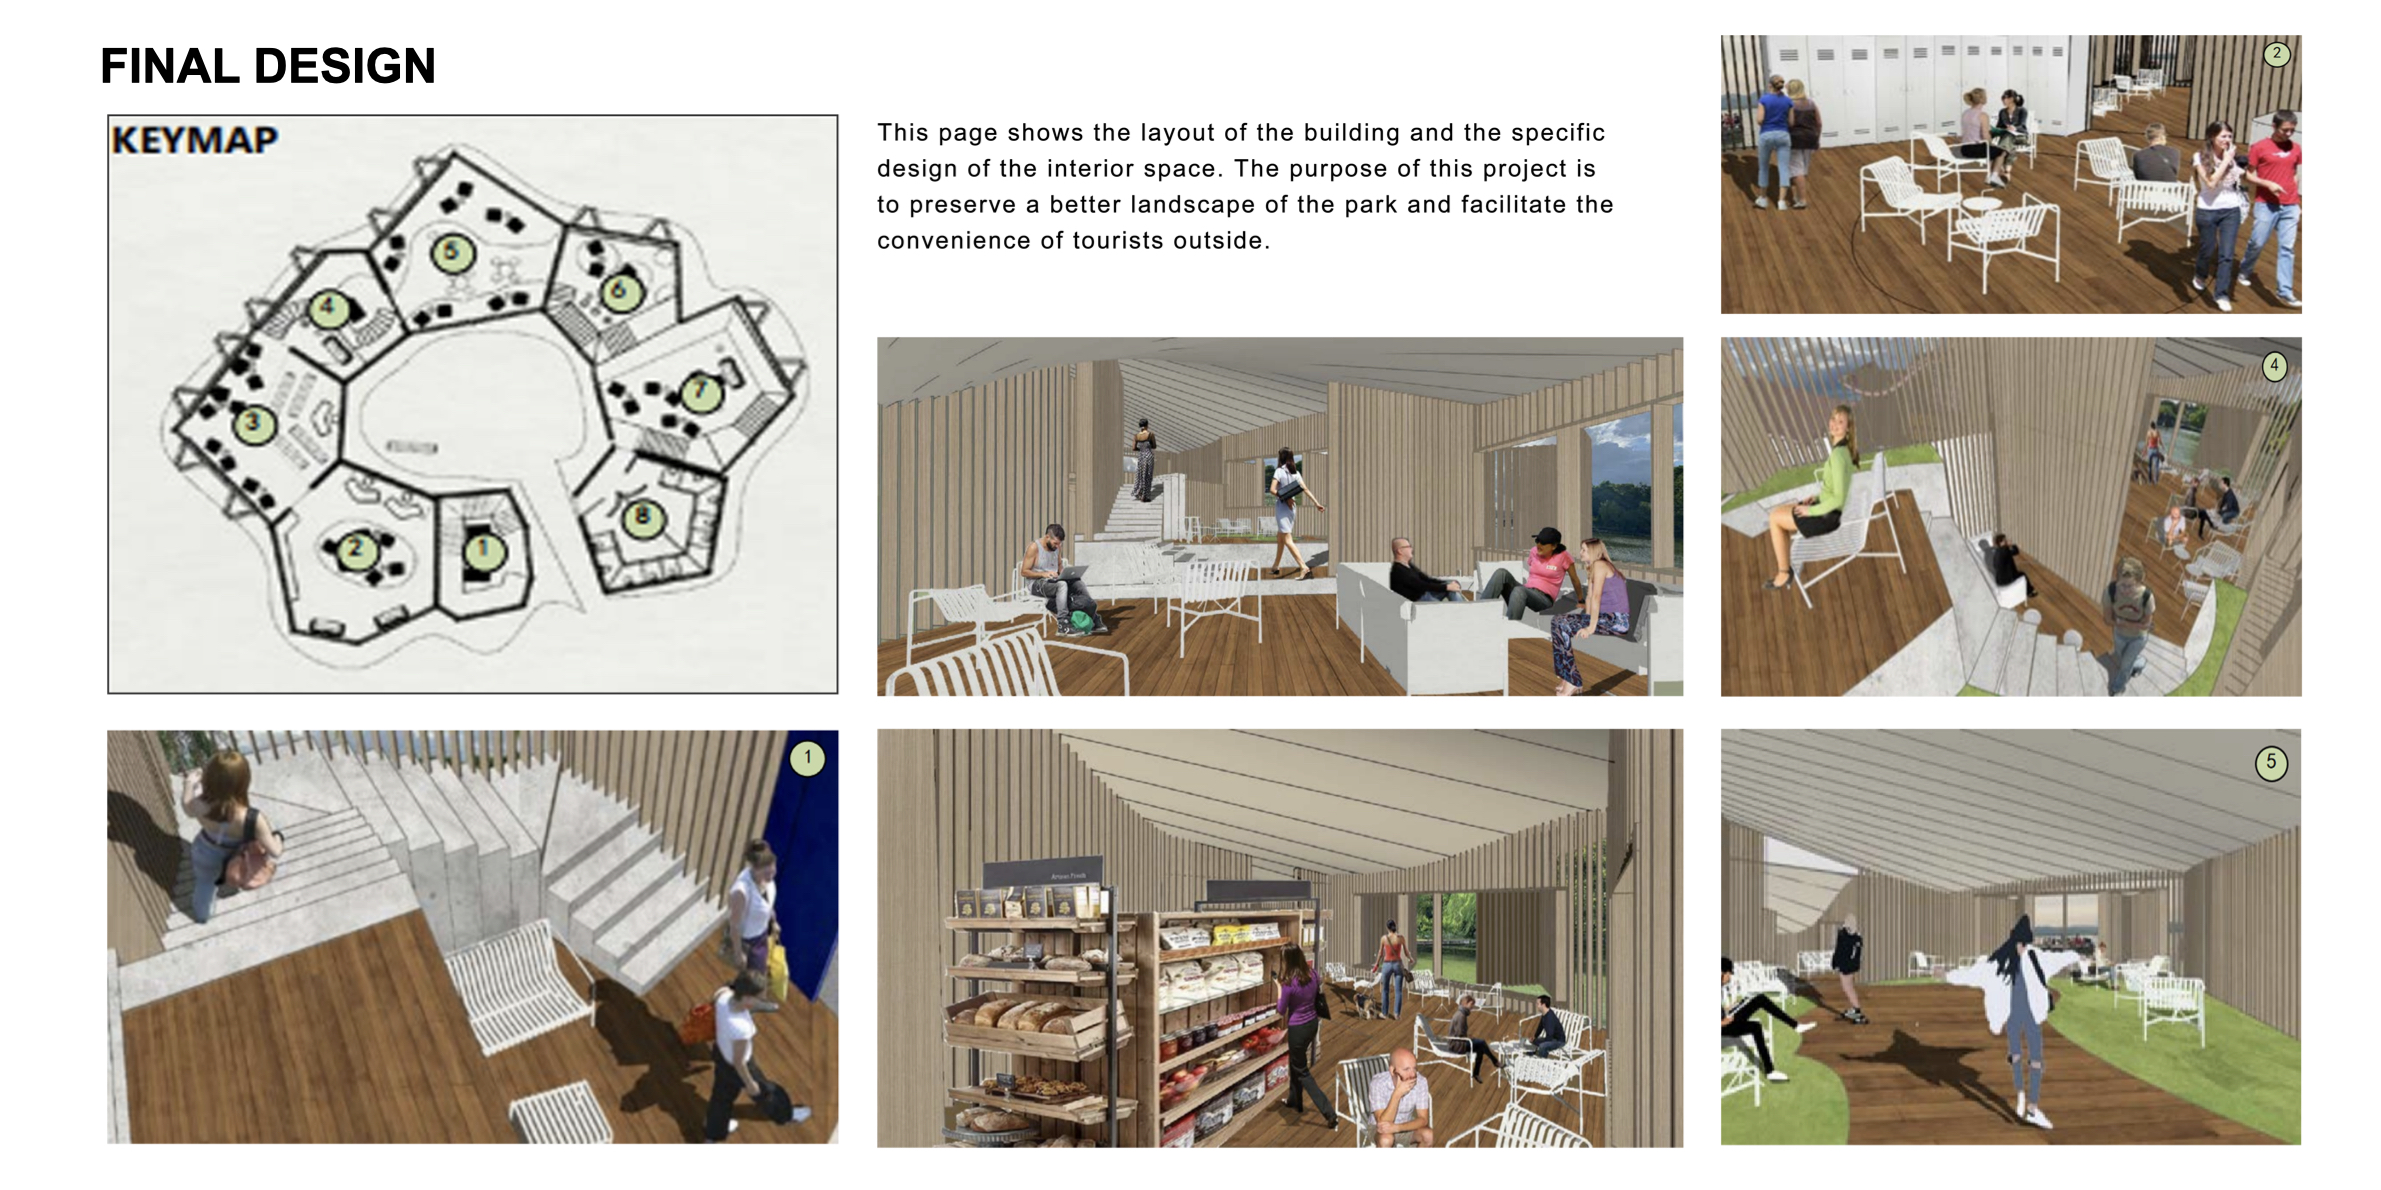 FINAL DESIGN
KEYMAP
5
6
4
7
3
8
2
1
This page shows the layout of the building and the specific
design of the interior space. The purpose of this project is
to preserve a better landscape of the park and facilitate the
convenience of tourists outside.
2
4
1
5